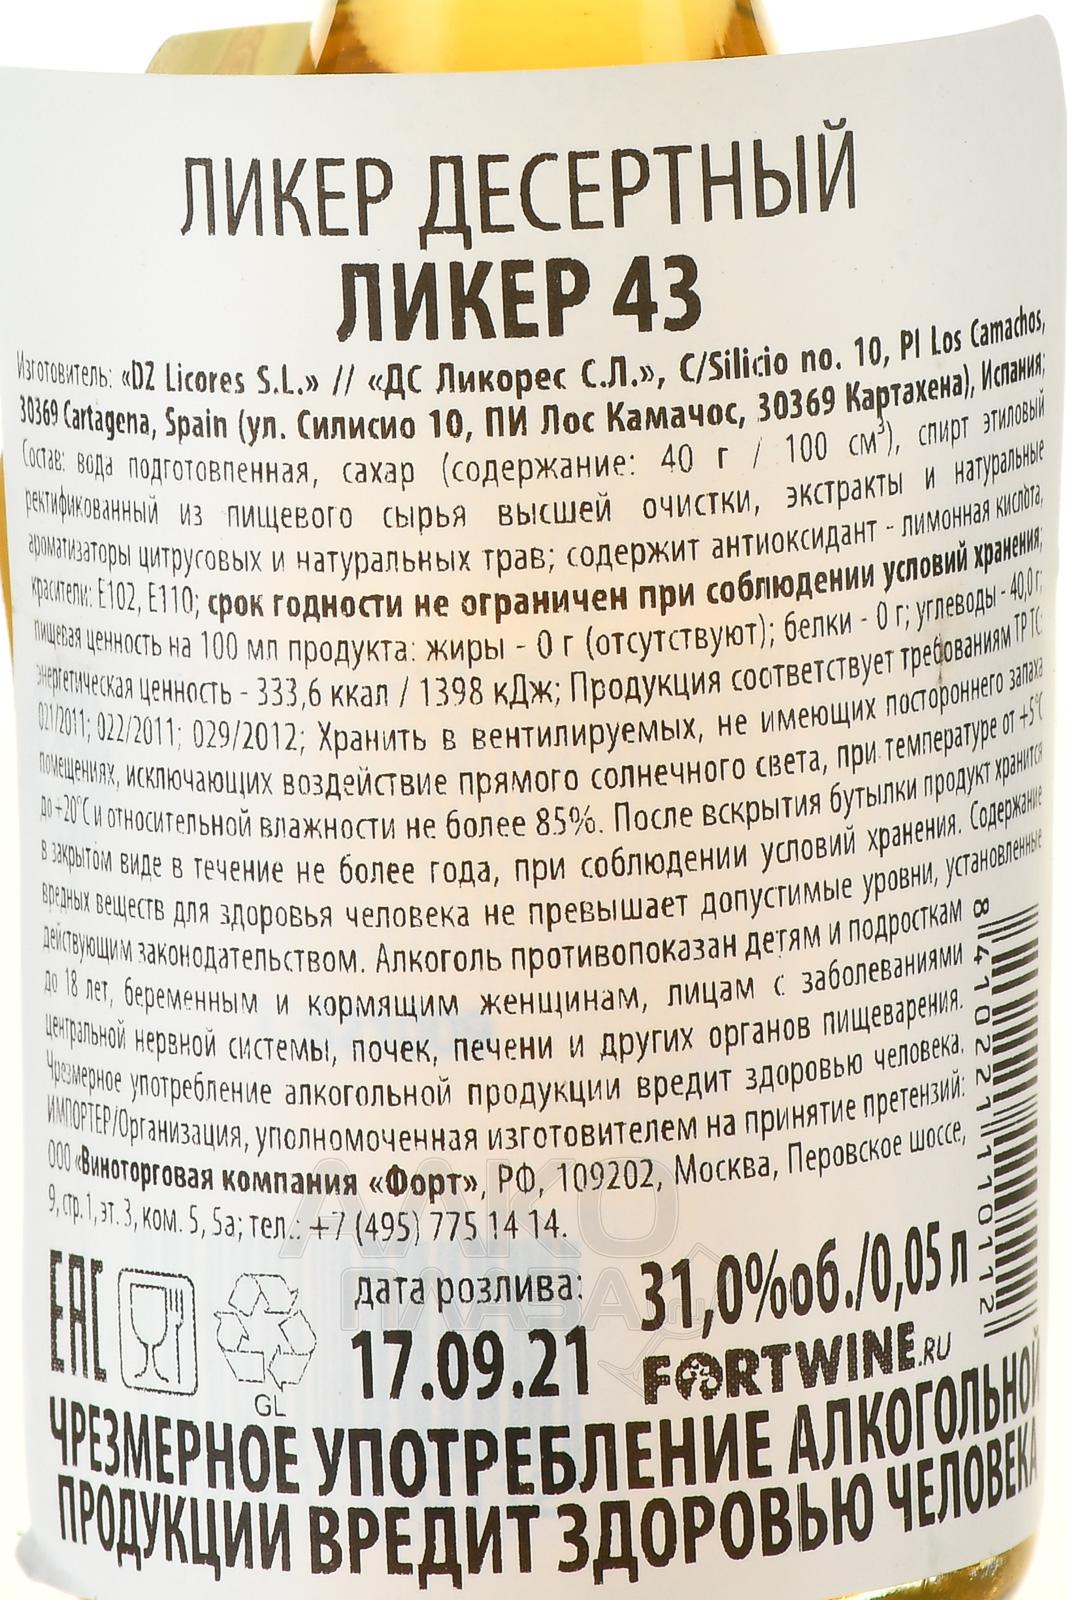 ЛИКЕР ДЕСЕРТНЫЙ
ЛИКЕР 43
Изготовитель: «DZ Licores S.L.» // «ДС Ликорес С.Л.», C/Silicio no. 10, Pl Los Camachos,
30369 Cartagena, Spain (ул. Силисио 10, ПИ Лос Камачос, 30369 Картахена), Испания;
Состав: вода подготовленная, сахар (содержание: 40 г / 100 см³), спирт этиловый
ректификованный из пищевого сырья высшей очистки, экстракты и натуральные
ароматизаторы цитрусовых и натуральных трав; содержит антиоксидант - лимонная кислота,
красители: Е102, Е110; срок годности не ограничен при соблюдении условий хранения;
пищевая ценность на 100 мл продукта: жиры - 0 г (отсутствуют); белки - 0 г; углеводы - 40,0 г;
энергетическая ценность - 333,6 ккал / 1398 кДж; Продукция соответствует требованиям ТР ТС:
021/2011; 022/2011; 029/2012; Хранить в вентилируемых, не имеющих постороннего запаха
помещениях, исключающих воздействие прямого солнечного света, при температуре от +5°С
до +20°С и относительной влажности не более 85%. После вскрытия бутылки продукт хранится
в закрытом виде в течение не более года, при соблюдении условий хранения. Содержание
вредных веществ для здоровья человека не превышает допустимые уровни, установленные
действующим законодательством. Алкоголь противопоказан детям и подросткам
до 18 лет, беременным и кормящим женщинам, лицам с заболеваниями
центральной нервной системы, почек, печени и других органов пищеварения.
Чрезмерное употребление алкогольной продукции вредит здоровью человека.
ИМПОРТЕР/Организация, уполномоченная изготовителем на принятие претензий:
ООО «Виноторговая компания «Форт», РФ, 109202, Москва, Перовское шоссе,
9, стр. 1, эт. 3, ком. 5, 5а; тел.: +7 (495) 775 14 14.
8 410221 110112
ЕАС
GL
дата розлива:
17.09.21
31,0%об./0,05 л
FORTWINE.RU
АЛКО
ПЛАЗА.ru
ЧРЕЗМЕРНОЕ УПОТРЕБЛЕНИЕ АЛКОГОЛЬНОЙ
ПРОДУКЦИИ ВРЕДИТ ЗДОРОВЬЮ ЧЕЛОВЕКА